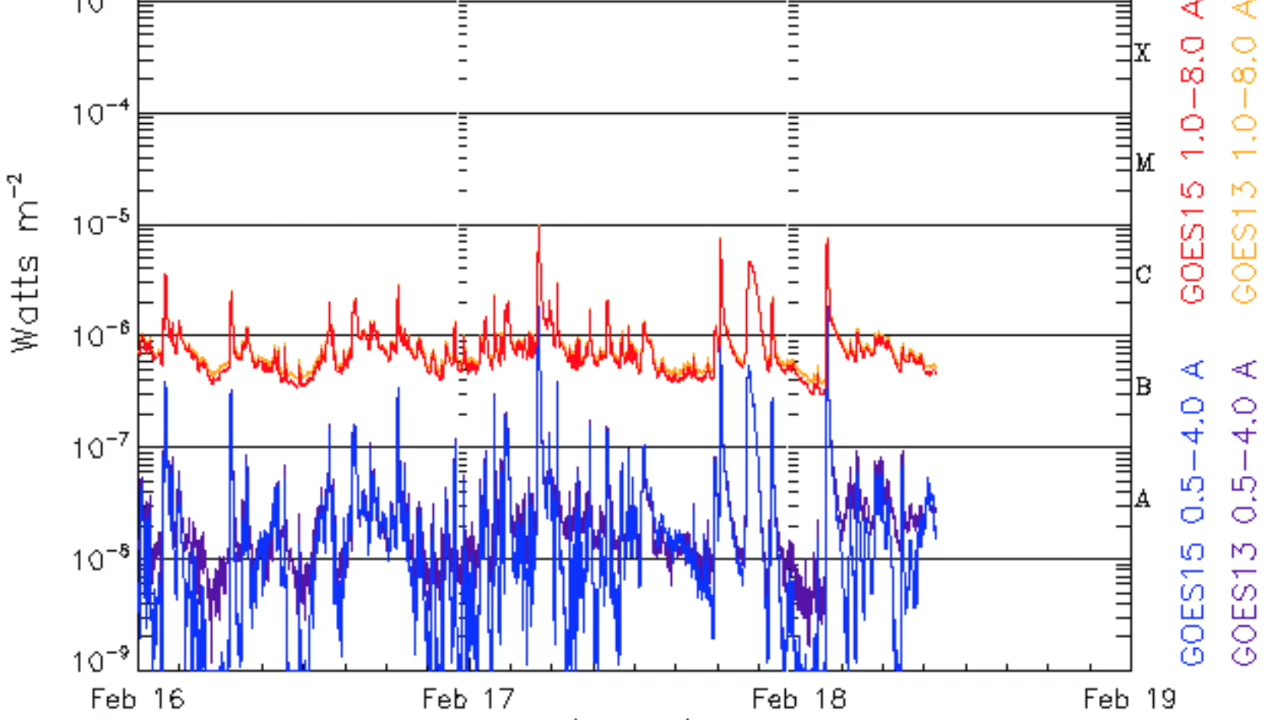 10
10-4
10-5
10-6
10-7
10-8
10-9
Watts m-2
X
M
C
B
A
Feb 16
Feb 17
Feb 18
Feb 19
GOES15 0.5-4.0 A
GOES15 1.0-8.0 A
GOES13 0.5-4.0 A
GOES13 1.0-8.0 A